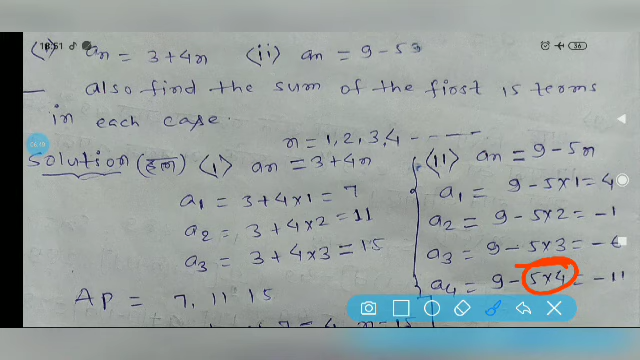 (i) an = 3+4n (ii) an = 9-5n
also find the sum of the first 15 terms
in each case.
n = 1, 2, 3, 4 - - - - -
Solution (हल) (i) an = 3+4n
a1 = 3+4×1 = 7
a2 = 3+4×2 = 11
a3 = 3+4×3 = 15
AP = 7, 11 15
(ii) an = 9-5n
a1 = 9-5×1 = 4
a2 = 9-5×2 = -1
a3 = 9-5×3 = -6
a4 = 9-5×4 = -11